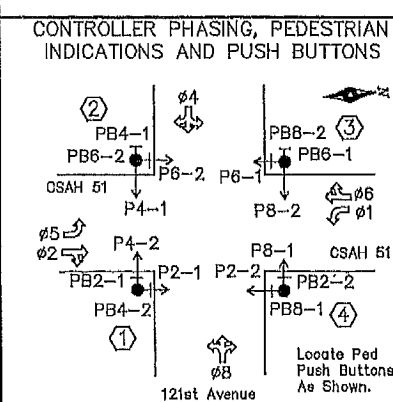 CONTROLLER PHASING, PEDESTRIAN
INDICATIONS AND PUSH BUTTONS
2
ø4
N
PB4-1
PB8-2
3
PB6-2
PB6-1
P6-2
P6-1
CSAH 51
P4-1
P8-2
ø6
ø1
ø5
ø2
P4-2
P8-1
CSAH 51
P2-1
P2-2
PB2-1
PB2-2
PB4-2
PB8-1
1
4
ø8
Locate Ped
Push Buttons
As Shown.
121st Avenue